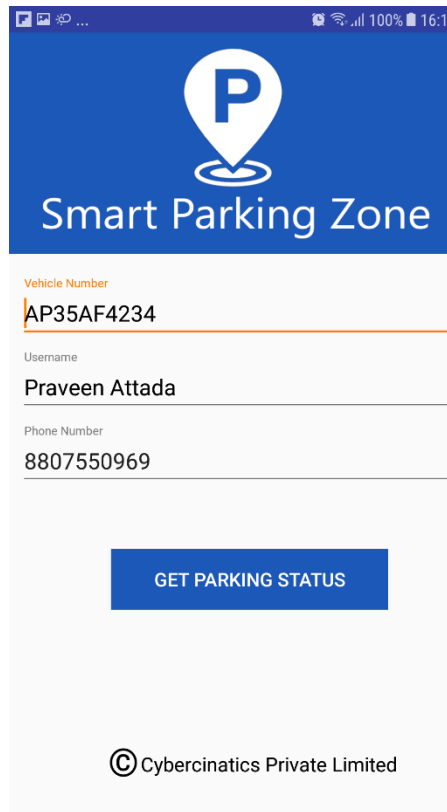 ... 100% 16:1
P
Smart Parking Zone
Vehicle Number
AP35AF4234
Username
Praveen Attada
Phone Number
8807550969
GET PARKING STATUS
© Cybercinatics Private Limited